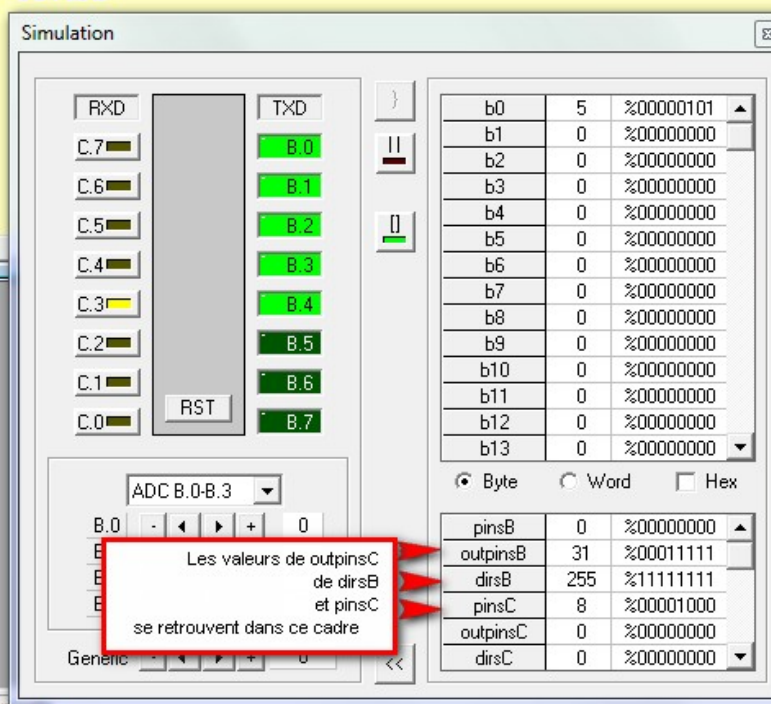 Simulation
RXD TXD
C.7 B.0
C.6 B.1
C.5 B.2
C.4 B.3
C.3 B.4
C.2 B.5
C.1 B.6
C.0 RST B.7
}
||
[]
b0 5 %00000101
b1 0 %00000000
b2 0 %00000000
b3 0 %00000000
b4 0 %00000000
b5 0 %00000000
b6 0 %00000000
b7 0 %00000000
b8 0 %00000000
b9 0 %00000000
b10 0 %00000000
b11 0 %00000000
b12 0 %00000000
b13 0 %00000000
Byte Word Hex
ADC B.0-B.3
B.0 - + 0
Les valeurs de outpinsC
de dirsB
et pinsC
se retrouvent dans ce cadre
Generic - + 0
<<
pinsB 0 %00000000
outpinsB 31 %00011111
dirsB 255 %11111111
pinsC 8 %00001000
outpinsC 0 %00000000
dirsC 0 %00000000